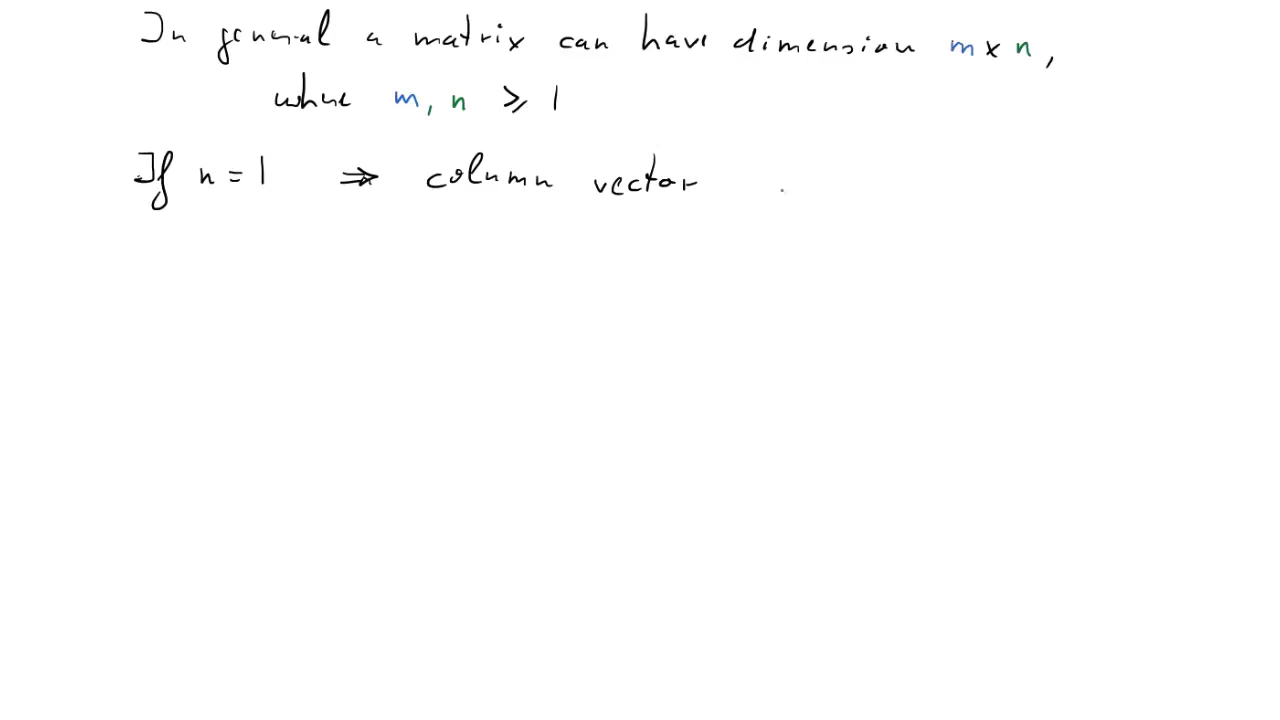 In general a matrix can have dimension m x n,
where m, n ⩾ 1
If n = 1 ⇒ column vector